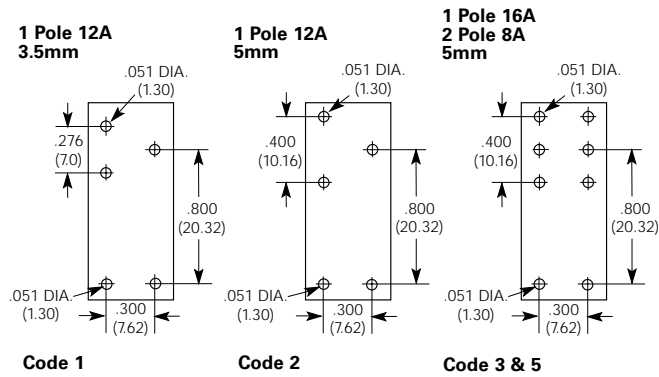 1 Pole 12A
3.5mm
.051 DIA.
(1.30)
.276
(7.0)
.800
(20.32)
.051 DIA.
(1.30)
.300
(7.62)
Code 1
1 Pole 12A
5mm
.051 DIA.
(1.30)
.400
(10.16)
.800
(20.32)
.051 DIA.
(1.30)
.300
(7.62)
Code 2
1 Pole 16A
2 Pole 8A
5mm
.051 DIA.
(1.30)
.400
(10.16)
.800
(20.32)
.051 DIA.
(1.30)
.300
(7.62)
Code 3 & 5